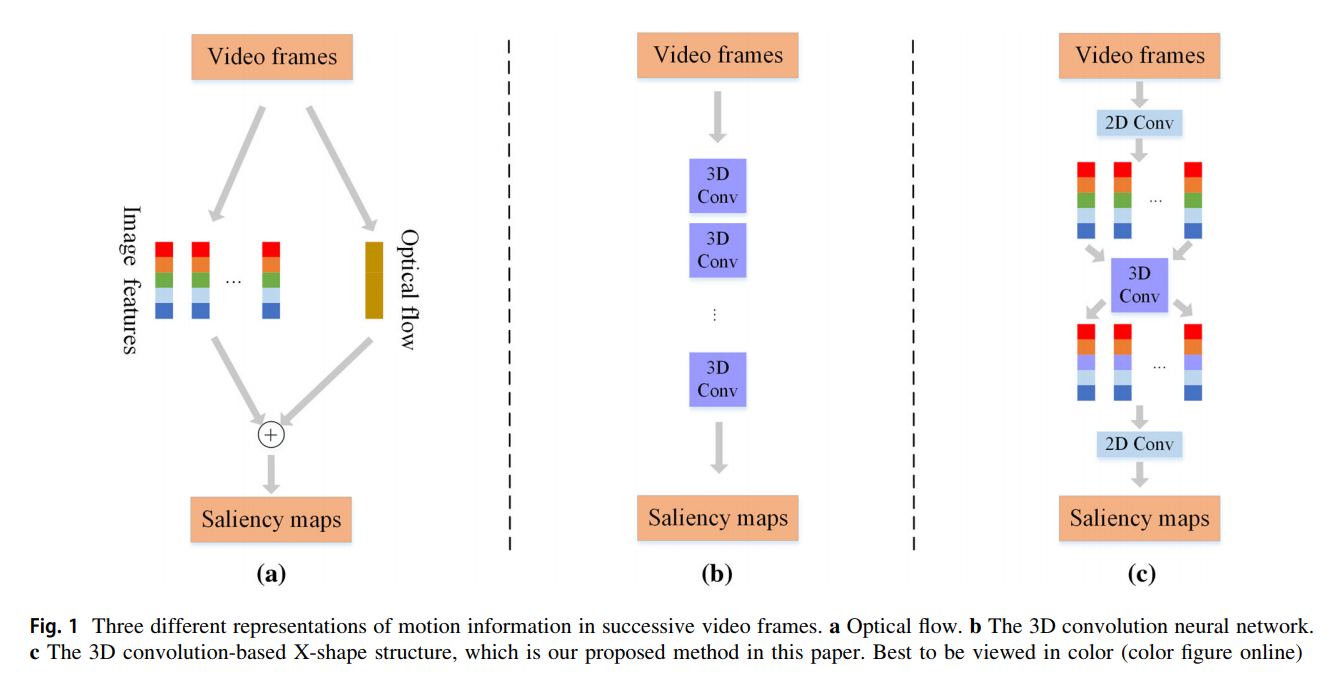 Video frames
Image features
Optical flow
...
+
Saliency maps
(a)
Video frames
3D
Conv
3D
Conv
...
3D
Conv
Saliency maps
(b)
Video frames
2D Conv
...
3D
Conv
...
2D Conv
Saliency maps
(c)
Fig. 1 Three different representations of motion information in successive video frames. a Optical flow. b The 3D convolution neural network.
c The 3D convolution-based X-shape structure, which is our proposed method in this paper. Best to be viewed in color (color figure online)